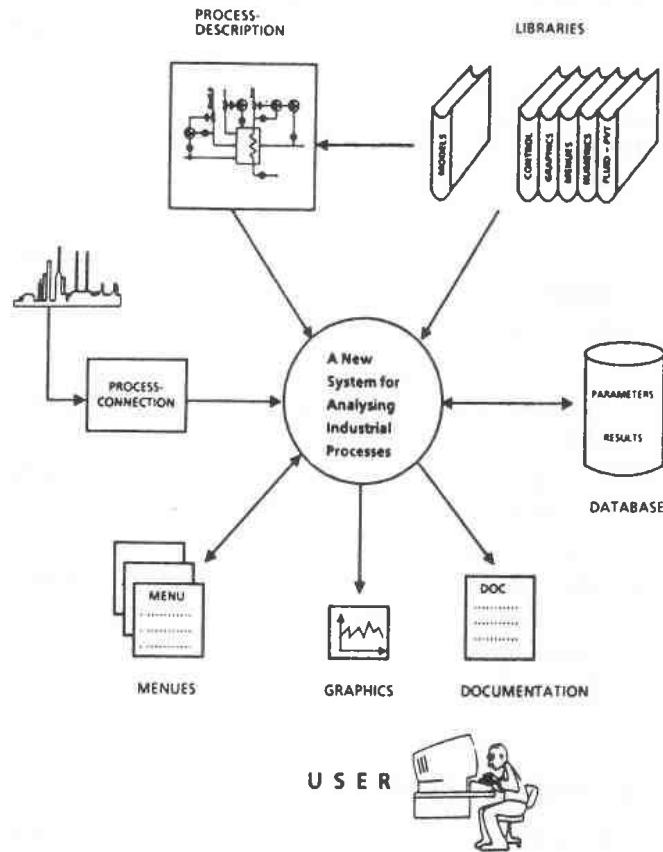 PROCESS-
DESCRIPTION
LIBRARIES
MODELS
CONTROL
GRAPHICS
MENUES
NUMERICS
FLUID - PVT
A New
System for
Analysing
Industrial
Processes
PROCESS-
CONNECTION
PARAMETERS
RESULTS
DATABASE
MENU
DOC
MENUES
GRAPHICS
DOCUMENTATION
USER